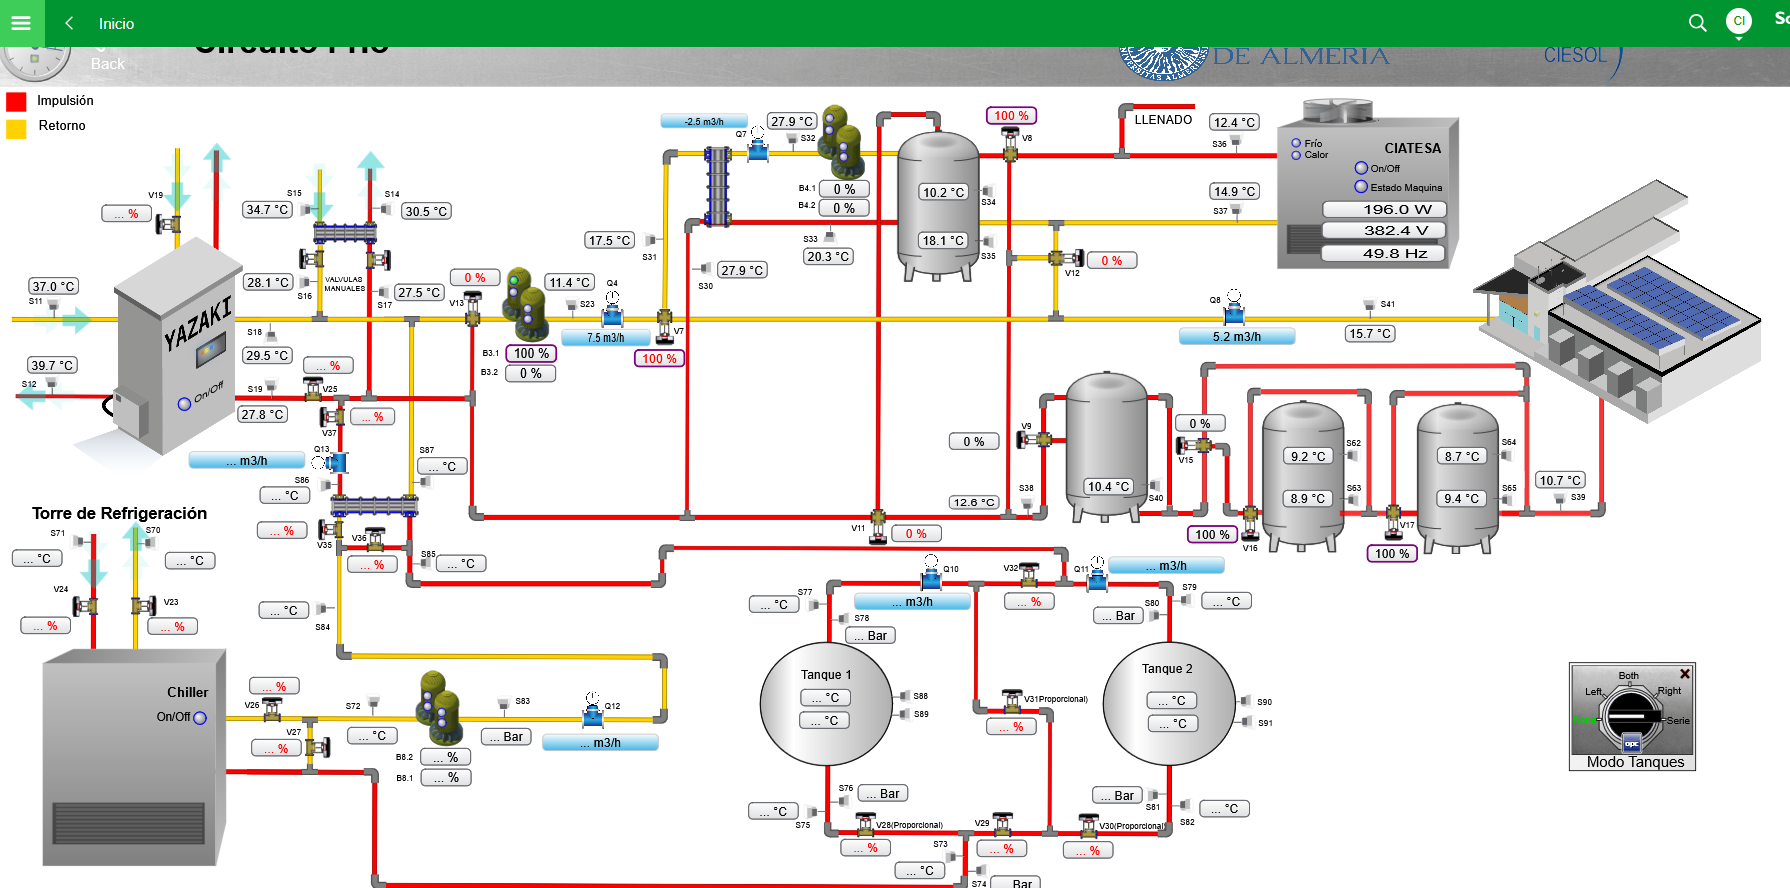 Inicio
CI
Circuito Frío
Back
DE ALMERIA
CIESOL
Impulsión
Retorno
-2.5 m3/h
Q7
27.9 °C
S32
100 %
V8
LLENADO
12.4 °C
S36
Frío
Calor
CIATESA
On/Off
Estado Maquina
196.0 W
382.4 V
49.8 Hz
V19
... %
S15
34.7 °C
S14
30.5 °C
B4.1
0 %
B4.2
0 %
10.2 °C
S34
14.9 °C
S37
17.5 °C
S31
S33
20.3 °C
18.1 °C
S35
27.9 °C
S30
V12
0 %
37.0 °C
S11
28.1 °C
S16
VALVULAS
MANUALES
S17
27.5 °C
0 %
V13
11.4 °C
S23
Q4
7.5 m3/h
V7
100 %
Q8
5.2 m3/h
S41
15.7 °C
YAZAKI
On/Off
S18
29.5 °C
B3.1
100 %
B3.2
0 %
39.7 °C
S12
... %
S19
V25
27.8 °C
V37
... %
Q13
... m3/h
S87
... °C
S86
... °C
V9
0 %
0 %
V15
10.4 °C
S40
S62
9.2 °C
S63
8.9 °C
S64
8.7 °C
S65
9.4 °C
10.7 °C
S39
12.6 °C
S38
Torre de Refrigeración
S71
... °C
S70
... °C
V24
... %
V23
... %
... %
V35
V36
... %
S85
... °C
V11
0 %
100 %
V16
V17
100 %
... °C
S84
Q10
... m3/h
V32
... %
Q11
... m3/h
S77
... °C
S78
... Bar
S79
... °C
S80
... Bar
Tanque 1
... °C
... °C
S88
S89
Tanque 2
... °C
... °C
S90
S91
V31(Proporcional)
... %
Chiller
On/Off
... %
V26
V27
... %
S72
... °C
B8.2
... %
B8.1
... %
S83
... Bar
Q12
... m3/h
Both
Left
Right
Serie
opc
Modo Tanques
S76
... Bar
... °C
S75
V28(Proporcional)
... %
V29
... %
V30(Proporcional)
... %
... Bar
S81
... °C
S82
S73
... °C
S74
... Bar